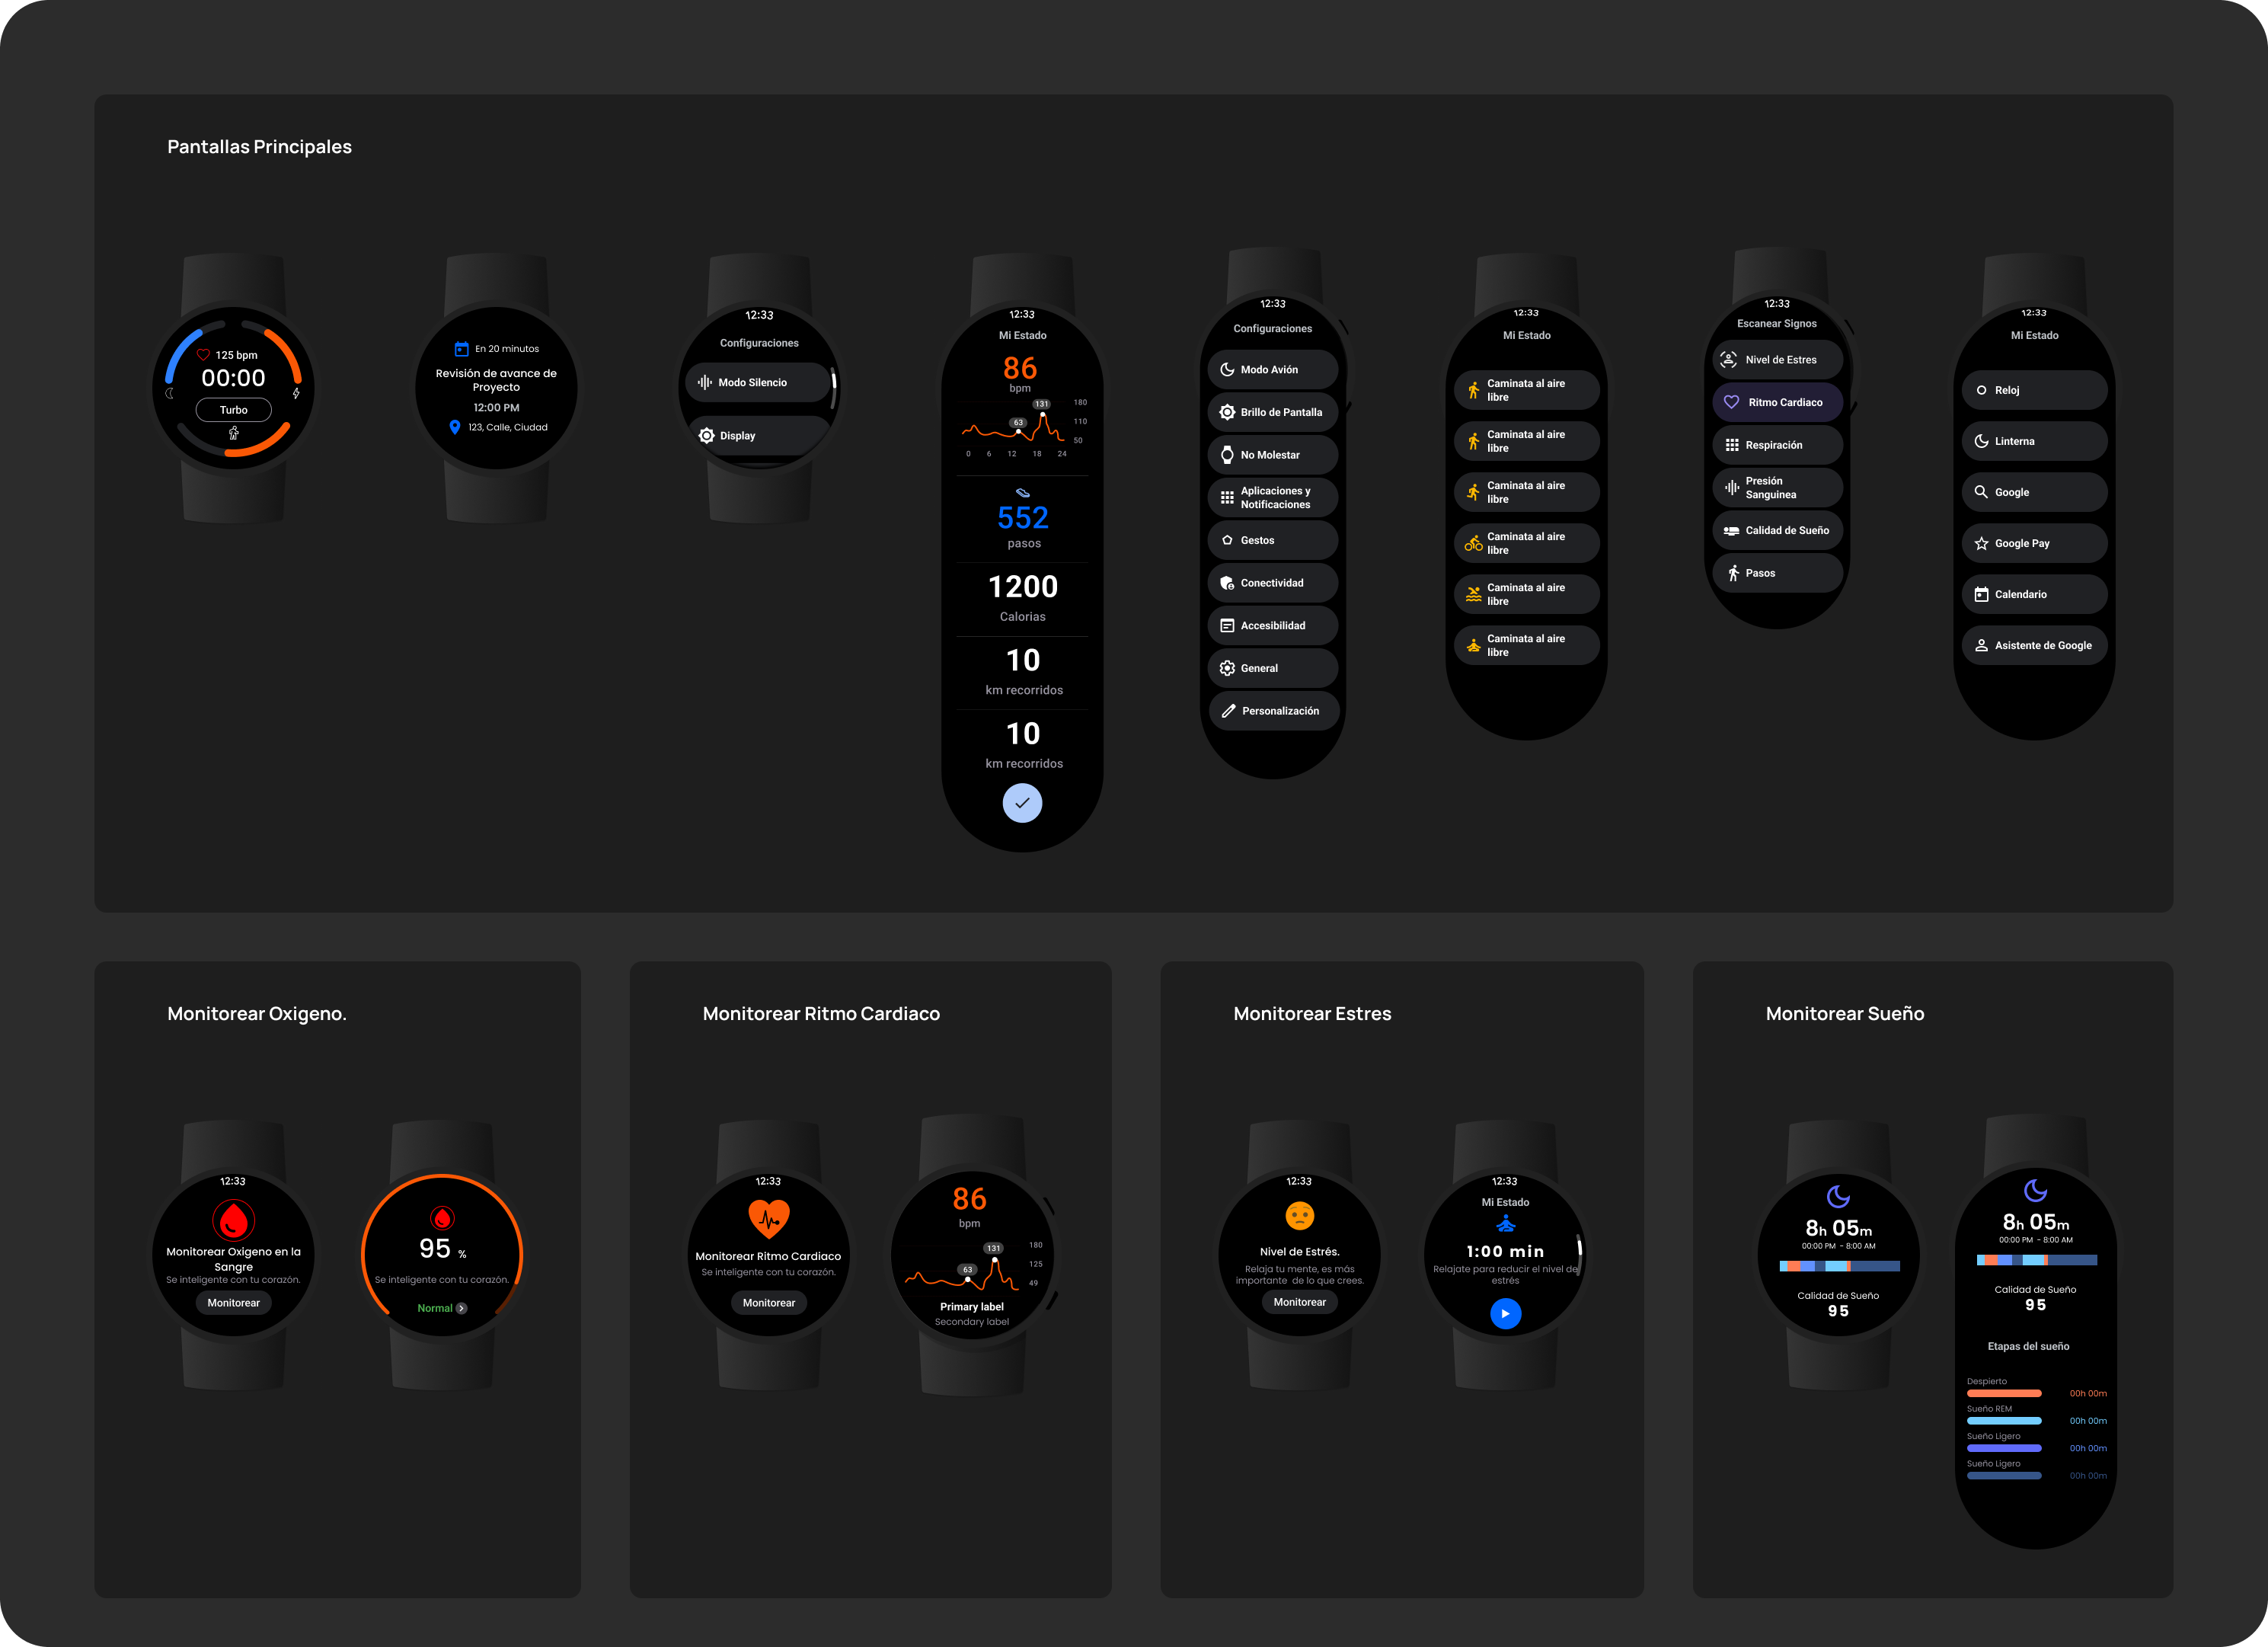 Pantallas Principales
125 bpm
00:00
Turbo
En 20 minutos
Revisión de avance de
Proyecto
12:00 PM
123, Calle, Ciudad
12:33
Configuraciones
Modo Silencio
Display
12:33
Mi Estado
86
bpm
180
131
110
63
50
0 6 12 18 24
552
pasos
1200
Calorias
10
km recorridos
10
km recorridos
12:33
Configuraciones
Modo Avión
Brillo de Pantalla
No Molestar
Aplicaciones y
Notificaciones
Gestos
Conectividad
Accesibilidad
General
Personalización
12:33
Mi Estado
Caminata al aire
libre
Caminata al aire
libre
Caminata al aire
libre
Caminata al aire
libre
Caminata al aire
libre
Caminata al aire
libre
12:33
Escanear Signos
Nivel de Estres
Ritmo Cardiaco
Respiración
Presión
Sanguinea
Calidad de Sueño
Pasos
12:33
Mi Estado
Reloj
Linterna
Google
Google Pay
Calendario
Asistente de Google
Monitorear Oxigeno.
12:33
Monitorear Oxigeno en la
Sangre
Se inteligente con tu corazón.
Monitorear
95 %
Se inteligente con tu corazón.
Normal
Monitorear Ritmo Cardiaco
12:33
Monitorear Ritmo Cardiaco
Se inteligente con tu corazón.
Monitorear
86
bpm
180
131
125
63
49
Primary label
Secondary label
Monitorear Estres
12:33
Nivel de Estrés.
Relaja tu mente, es más
importante de lo que crees.
Monitorear
12:33
Mi Estado
1:00 min
Relajate para reducir el nivel de
estrés
Monitorear Sueño
8h 05m
00:00 PM - 8:00 AM
Calidad de Sueño
95
8h 05m
00:00 PM - 8:00 AM
Calidad de Sueño
95
Etapas del sueño
Despierto
00h 00m
Sueño REM
00h 00m
Sueño Ligero
00h 00m
Sueño Ligero
00h 00m